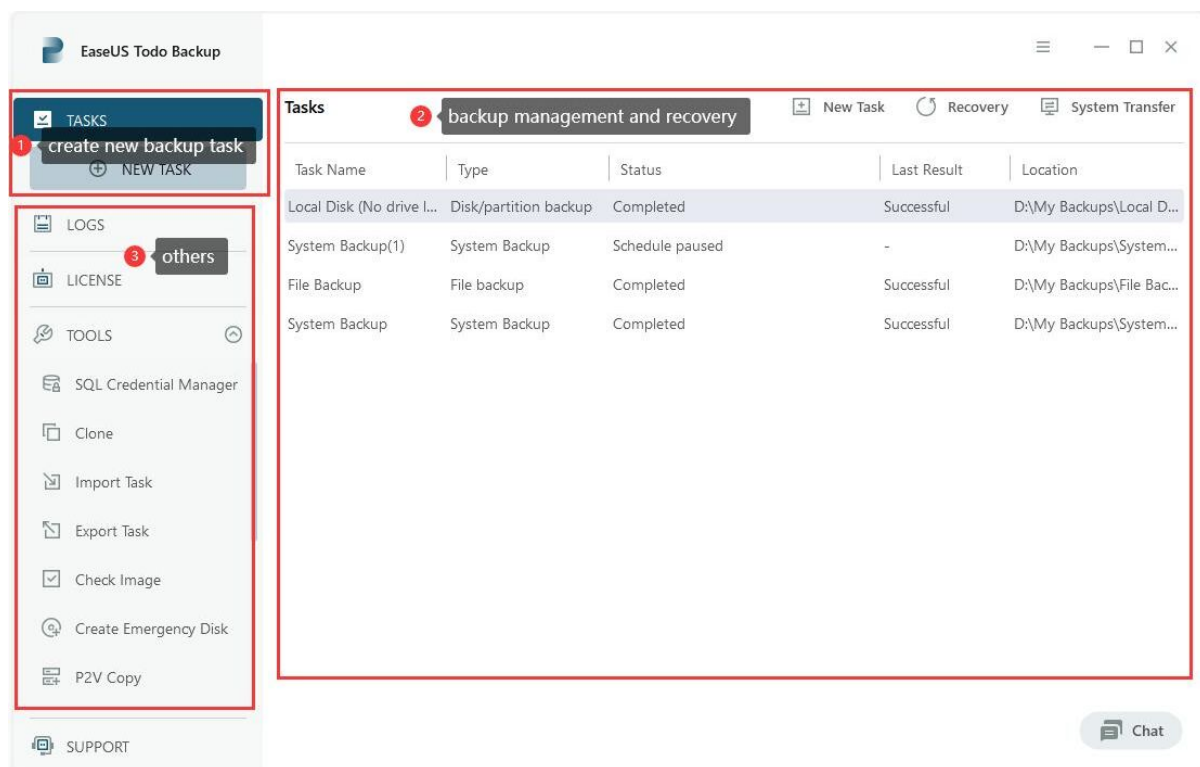 EaseUS Todo Backup
TASKS
1 create new backup task
NEW TASK
LOGS
3 others
LICENSE
TOOLS
SQL Credential Manager
Clone
Import Task
Export Task
Check Image
Create Emergency Disk
P2V Copy
SUPPORT
Tasks 2 backup management and recovery New Task Recovery System Transfer
Task Name Type Status Last Result Location
Local Disk (No drive l... Disk/partition backup Completed Successful D:\My Backups\Local D...
System Backup(1) System Backup Schedule paused - D:\My Backups\System...
File Backup File backup Completed Successful D:\My Backups\File Bac...
System Backup System Backup Completed Successful D:\My Backups\System...
Chat